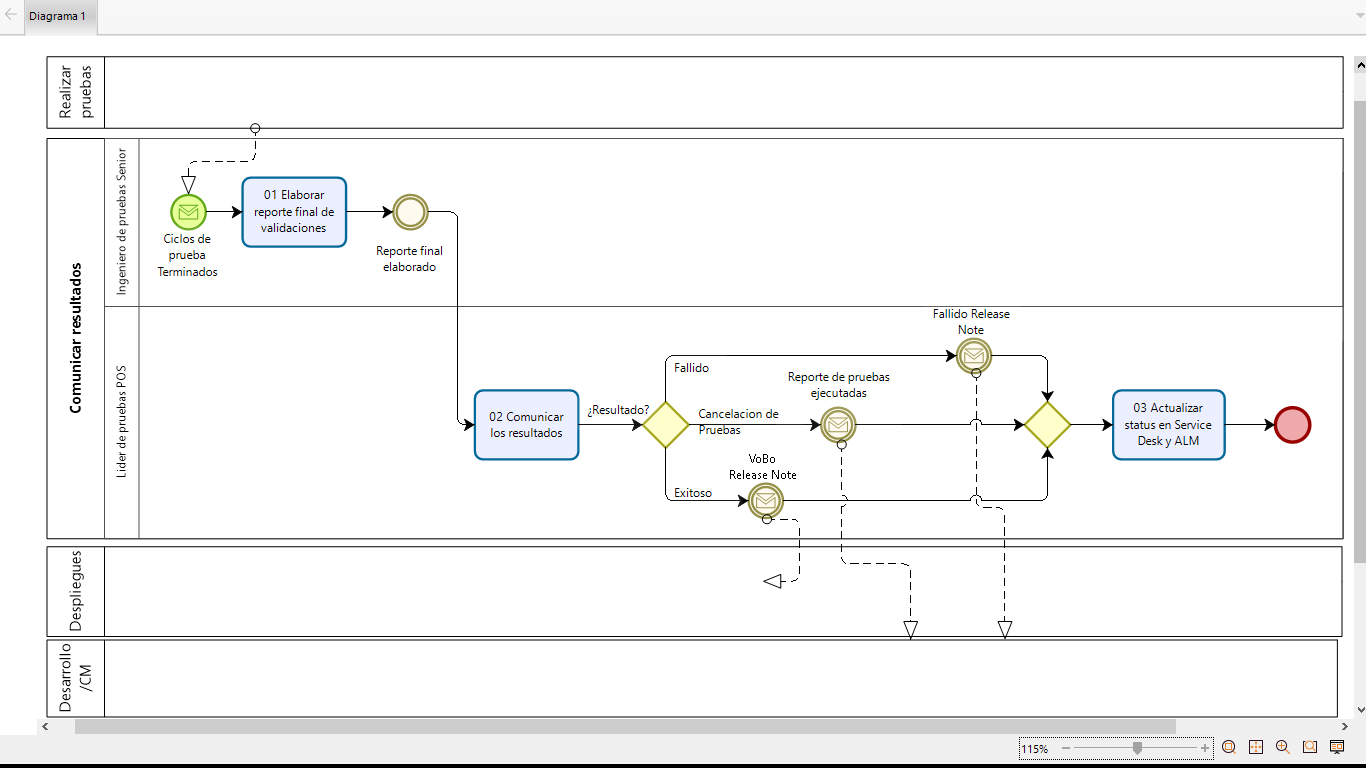 Diagrama 1
Realizar
pruebas
Comunicar resultados
Ingeniero de pruebas Senior
Ciclos de
prueba
Terminados
01 Elaborar
reporte final de
validaciones
Reporte final
elaborado
Lider de pruebas POS
02 Comunicar
los resultados
¿Resultado?
Fallido
Fallido Release
Note
Cancelacion de
Pruebas
Reporte de pruebas
ejecutadas
Exitoso
VoBo
Release Note
03 Actualizar
status en Service
Desk y ALM
Despliegues
Desarrollo
/CM
115%